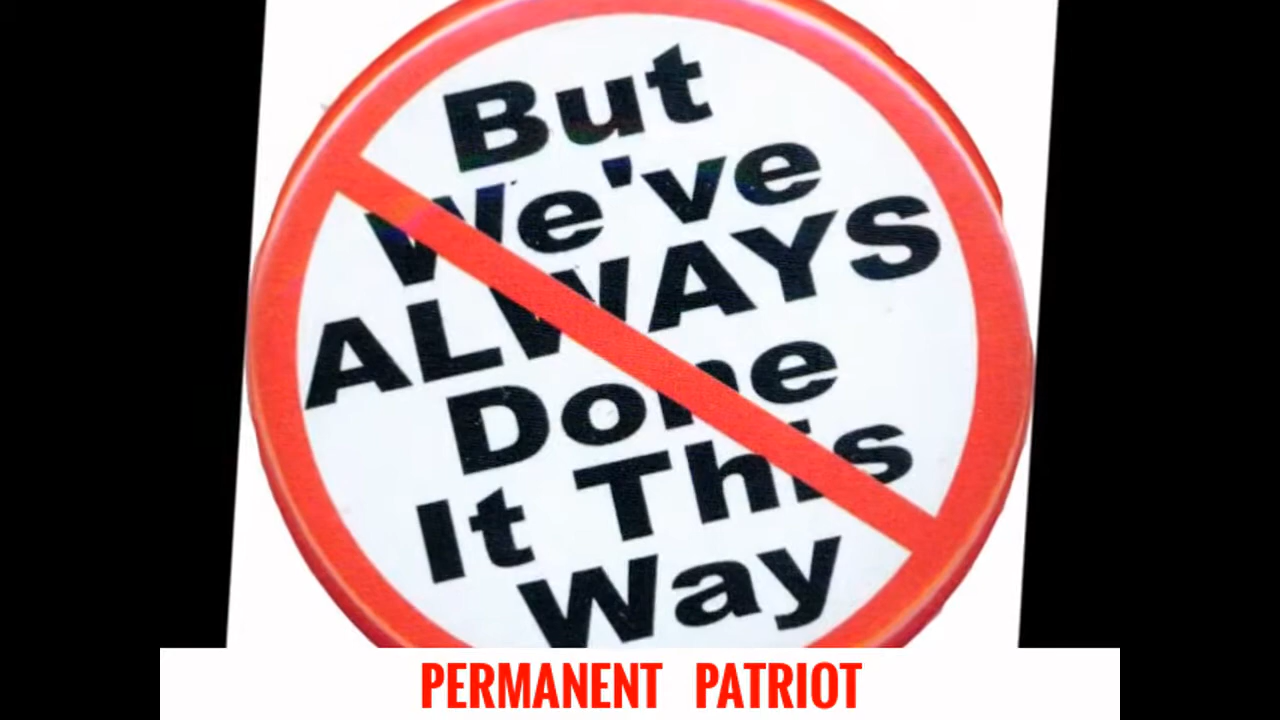 But
We've
ALWAYS
Done
It This
Way
PERMANENT PATRIOT